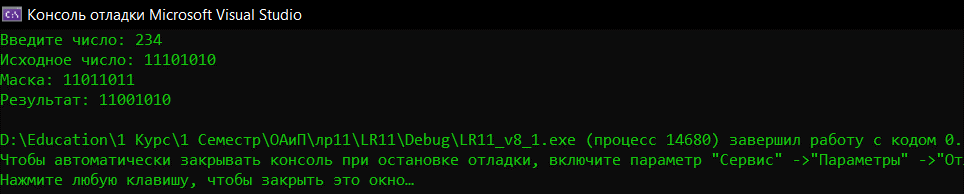 Консоль отладки Microsoft Visual Studio
Введите число: 234
Исходное число: 11101010
Маска: 11011011
Результат: 11001010
D:\Education\1 Курс\1 Семестр\ОАиП\лр11\LR11\Debug\LR11_v8_1.exe (процесс 14680) завершил работу с кодом 0.
Чтобы автоматически закрывать консоль при остановке отладки, включите параметр "Сервис" ->"Параметры" ->"От
Нажмите любую клавишу, чтобы закрыть это окно…